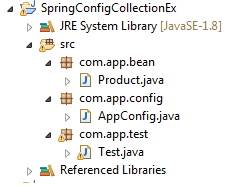 SpringConfigCollectionEx
JRE System Library [JavaSE-1.8]
src
com.app.bean
Product.java
com.app.config
AppConfig.java
com.app.test
Test.java
Referenced Libraries